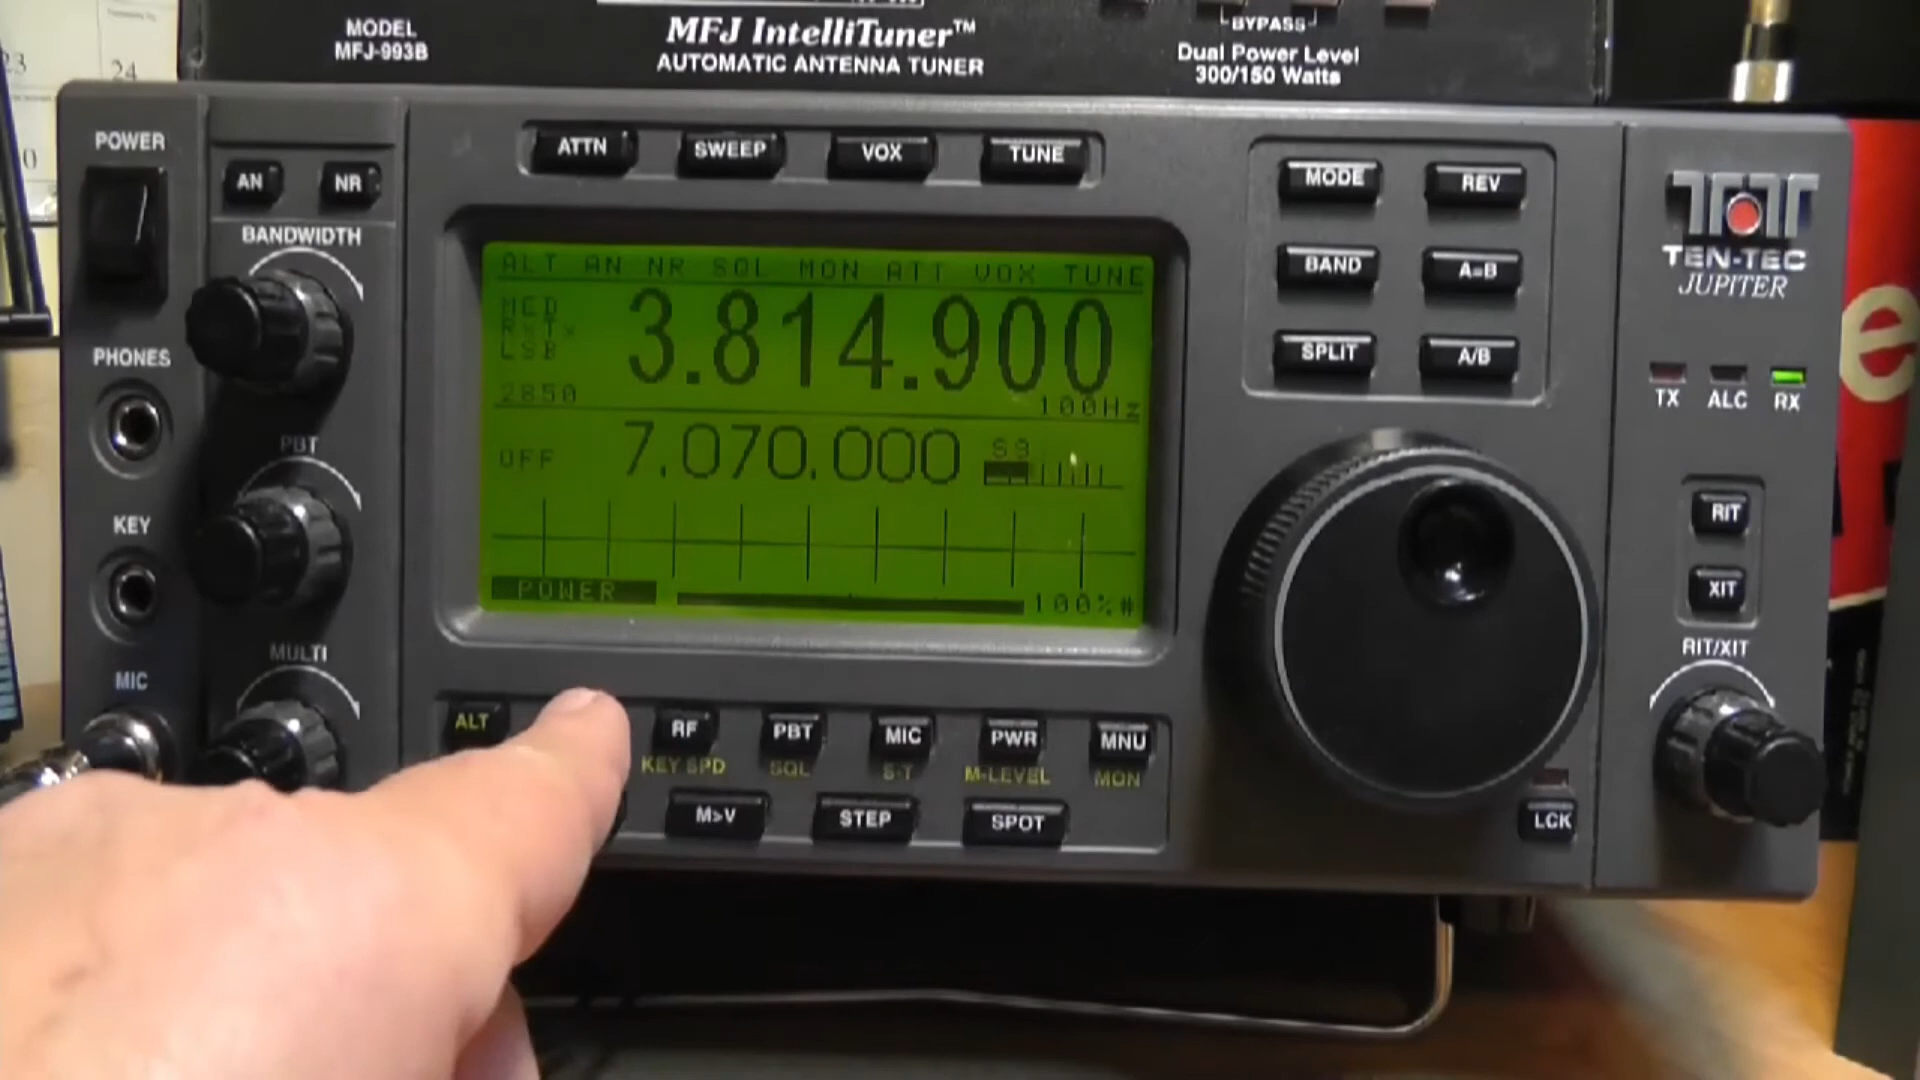 MODEL
MFJ-993B
MFJ IntelliTuner™
AUTOMATIC ANTENNA TUNER
BYPASS
Dual Power Level
300/150 Watts
23
24
POWER
AN
NR
BANDWIDTH
PHONES
PBT
KEY
MULTI
MIC
ATTN
SWEEP
VOX
TUNE
ALT AN NR SQL MON ATT VOX TUNE
MED
RxTx
LSB
3.814.900
2850
100Hz
OFF
7.070.000
S9
POWER
100%#
MODE
REV
BAND
A=B
SPLIT
A/B
TEN-TEC
JUPITER
TX
ALC
RX
RIT
XIT
RIT/XIT
ALT
RF
PBT
MIC
PWR
MNU
KEY SPD
SQL
S-T
M-LEVEL
MON
M>V
STEP
SPOT
LCK
e